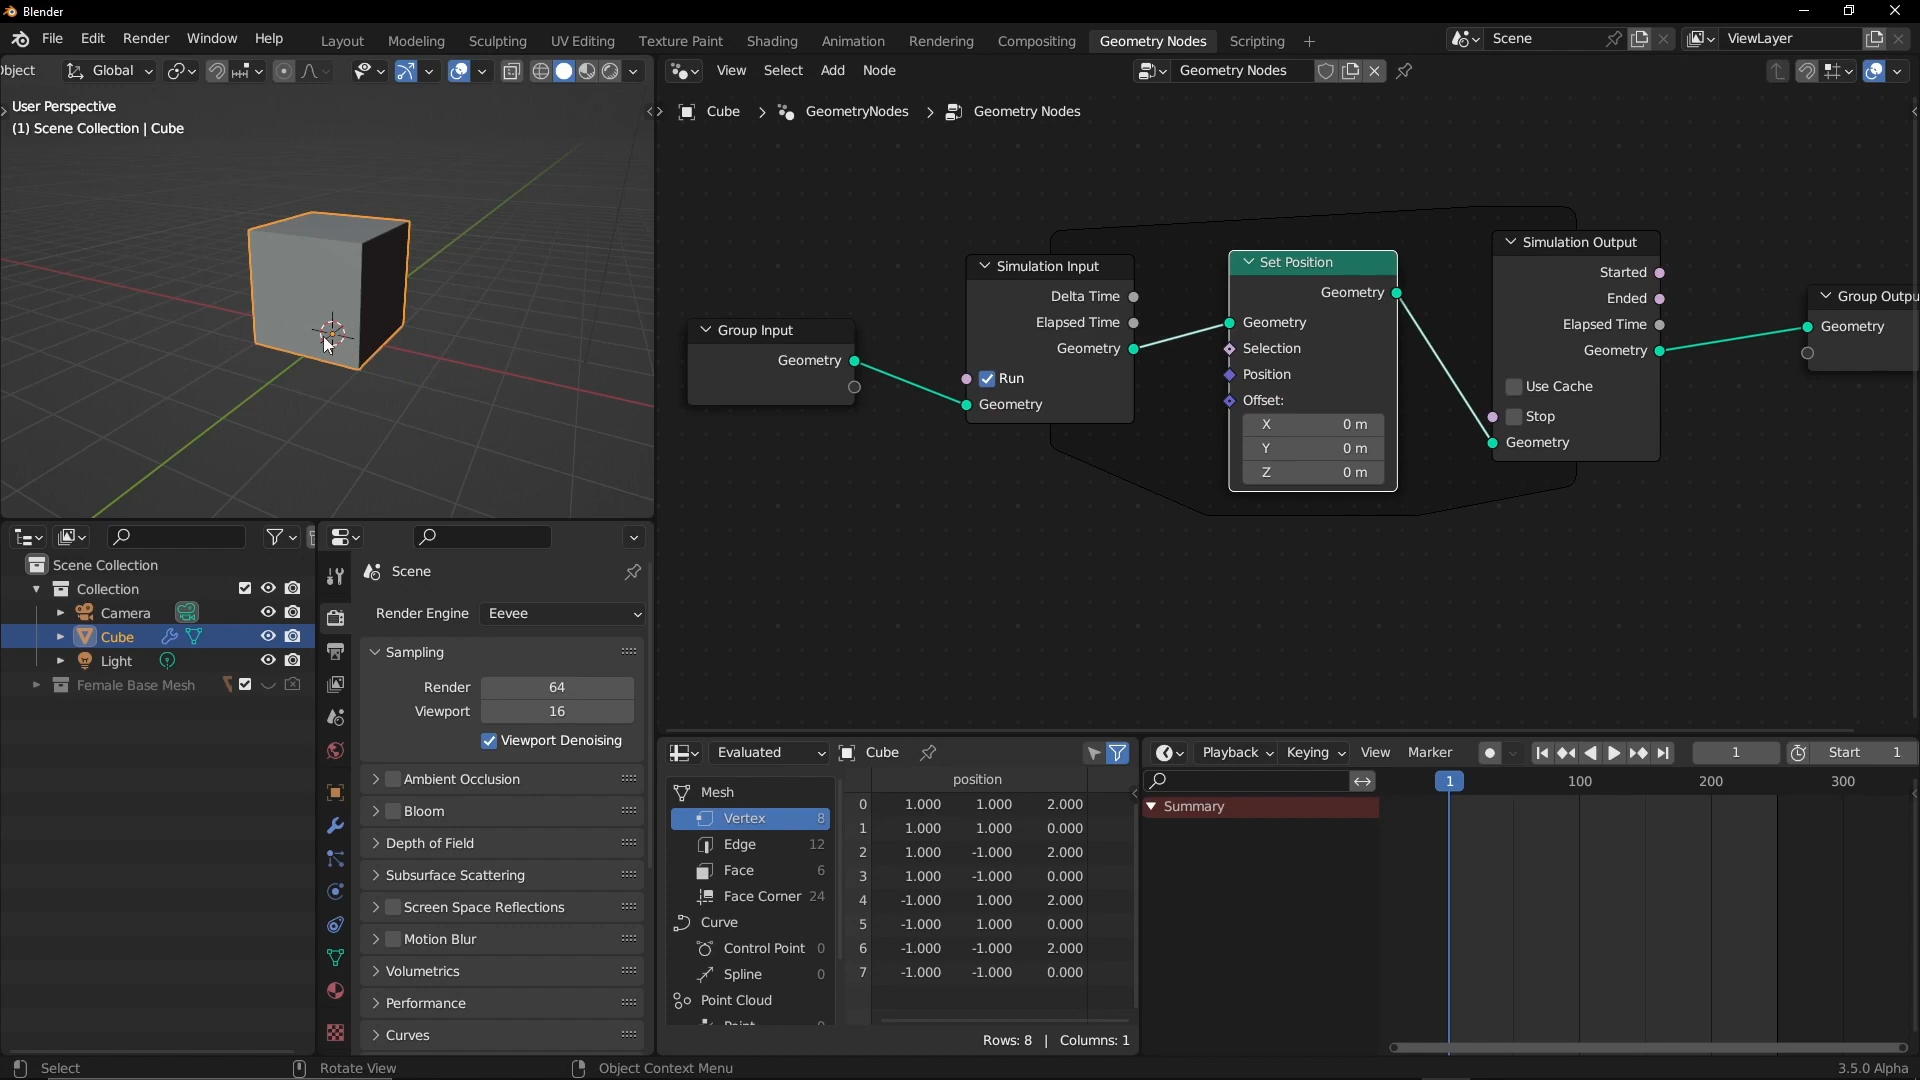 Blender
File Edit Render Window Help Layout Modeling Sculpting UV Editing Texture Paint Shading Animation Rendering Compositing Geometry Nodes Scripting + Scene ViewLayer
bject Global
View Select Add Node Geometry Nodes
User Perspective
(1) Scene Collection | Cube
Cube > GeometryNodes > Geometry Nodes
Group Input
Geometry
Simulation Input
Delta Time
Elapsed Time
Geometry
Run
Geometry
Set Position
Geometry
Geometry
Selection
Position
Offset:
X 0 m
Y 0 m
Z 0 m
Simulation Output
Started
Ended
Elapsed Time
Geometry
Use Cache
Stop
Geometry
Group Outpu
Geometry
Scene Collection
Collection
Camera
Cube
Light
Female Base Mesh
Scene
Render Engine Eevee
Sampling
Render 64
Viewport 16
Viewport Denoising
Ambient Occlusion
Bloom
Depth of Field
Subsurface Scattering
Screen Space Reflections
Motion Blur
Volumetrics
Performance
Curves
Evaluated Cube
Mesh
Vertex 8
Edge 12
Face 6
Face Corner 24
Curve
Control Point 0
Spline 0
Point Cloud
position
0 1.000 1.000 2.000
1 1.000 1.000 0.000
2 1.000 -1.000 2.000
3 1.000 -1.000 0.000
4 -1.000 1.000 2.000
5 -1.000 1.000 0.000
6 -1.000 -1.000 2.000
7 -1.000 -1.000 0.000
Rows: 8 | Columns: 1
Playback Keying View Marker 1 Start 1
1 100 200 300
Summary
Select Rotate View Object Context Menu 3.5.0 Alpha